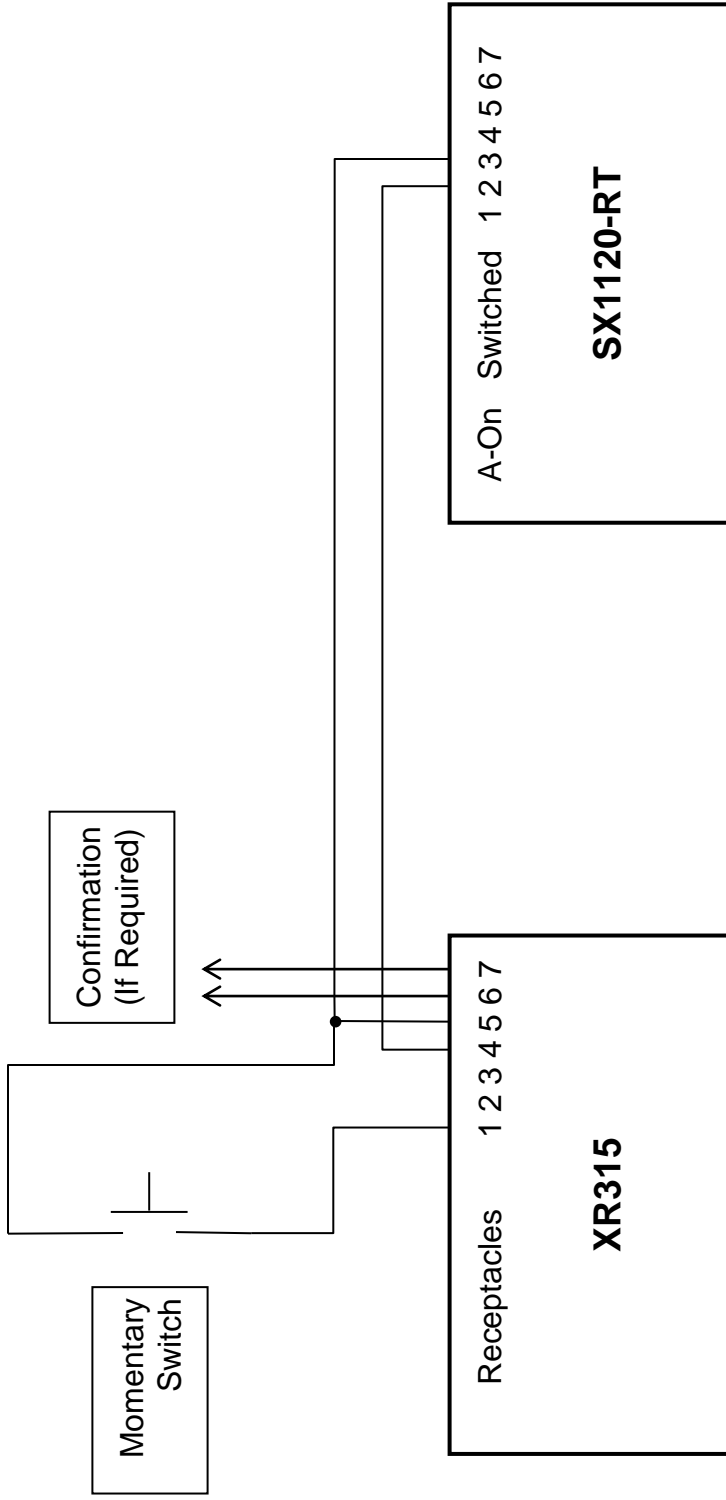 Momentary
Switch
Confirmation
(If Required)
Receptacles 1 2 3 4 5 6 7
XR315
A-On Switched 1 2 3 4 5 6 7
SX1120-RT